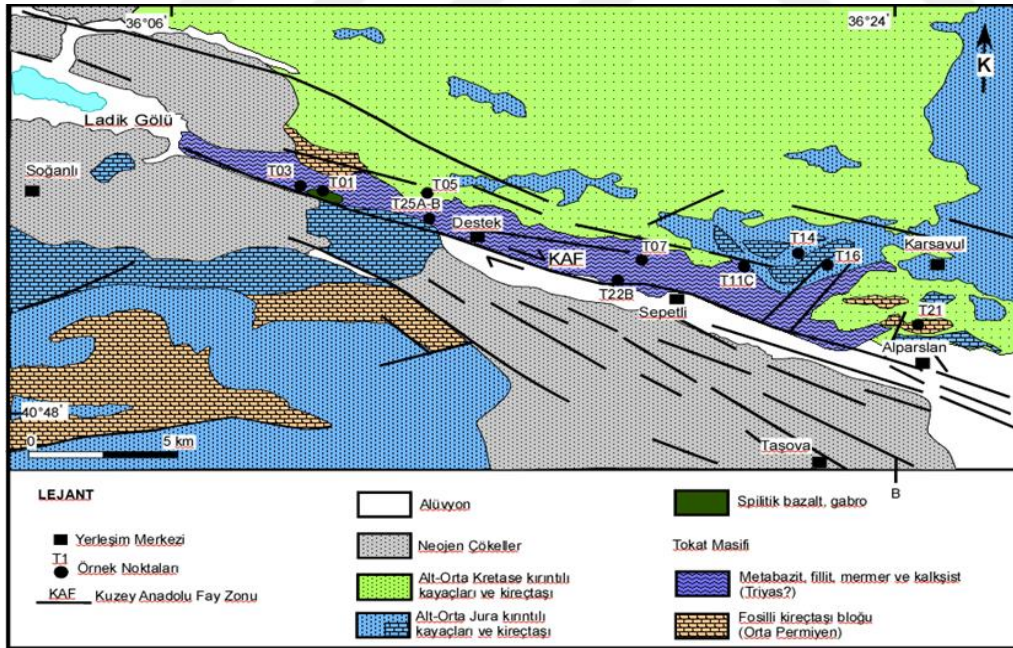 36°06'
36°24'
K
Ladik Gölü
Soğanlı
T03
T01
T05
T25A-B
Destek
T14
T07
KAF
T16
Karsavul
T11C
T22B
Sepetli
T21
Alparslan
40°48'
0
5 km
Taşova
B
LEJANT
Yerleşim Merkezi
T1
Örnek Noktaları
KAF Kuzey Anadolu Fay Zonu
Alüvyon
Neojen Çökeller
Alt-Orta Kretase kırıntılı
kayaçları ve kireçtaşı
Alt-Orta Jura kırıntılı
kayaçları ve kireçtaşı
Spilitik bazalt, gabro
Tokat Masifi
Metabazit, fillit, mermer ve kalkşist
(Triyas?)
Fosilli kireçtaşı bloğu
(Orta Permiyen)